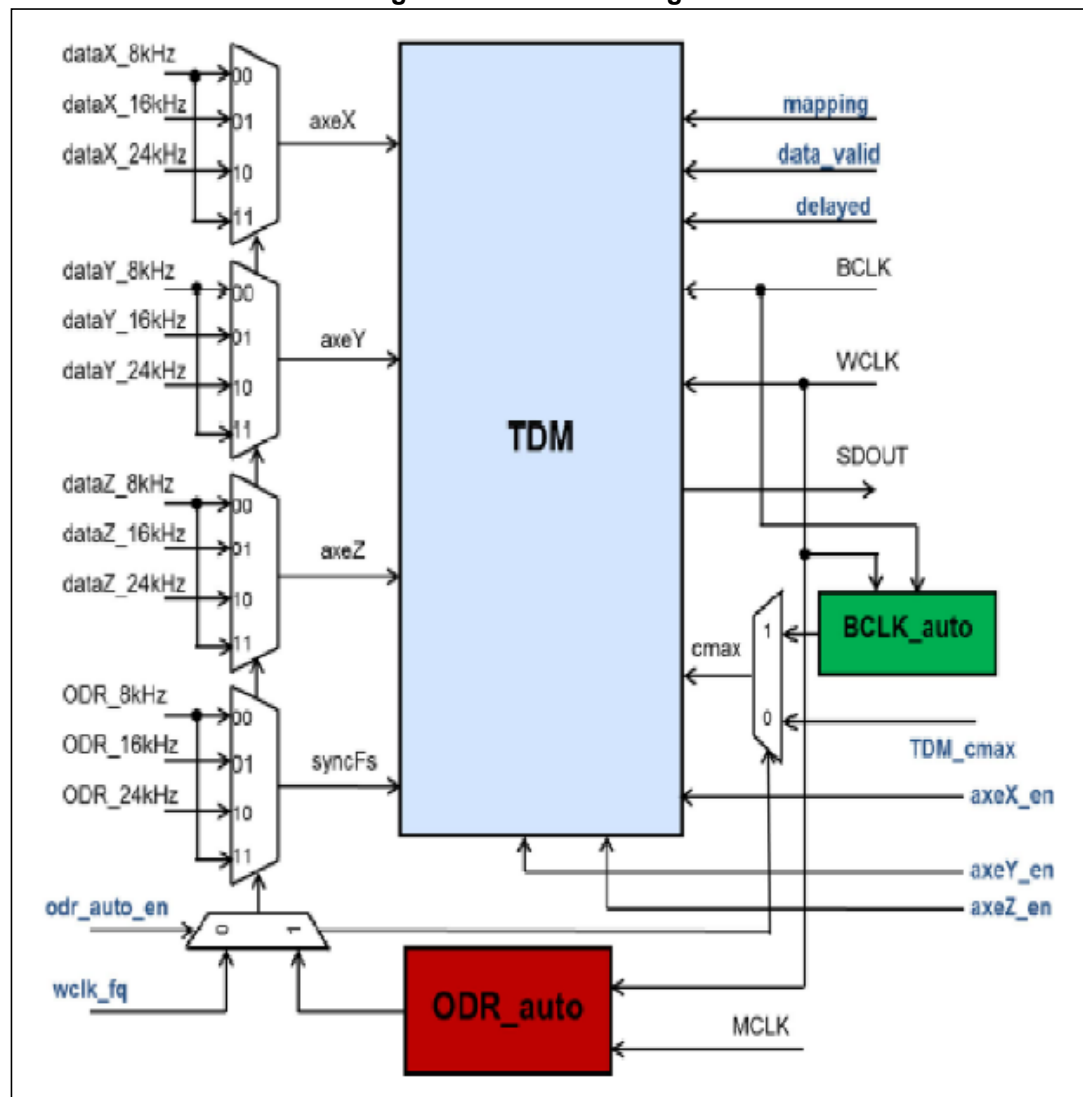 dataX_8kHz
00
dataX_16kHz
01
axeX
dataX_24kHz
10
11
mapping
data_valid
delayed
dataY_8kHz
00
dataY_16kHz
01
axeY
dataY_24kHz
10
11
BCLK
WCLK
TDM
SDOUT
dataZ_8kHz
00
dataZ_16kHz
01
axeZ
dataZ_24kHz
10
11
BCLK_auto
1
cmax
0
TDM_cmax
ODR_8kHz
00
ODR_16kHz
01
syncFs
ODR_24kHz
10
11
axeX_en
axeY_en
axeZ_en
odr_auto_en
0
1
wclk_fq
ODR_auto
MCLK